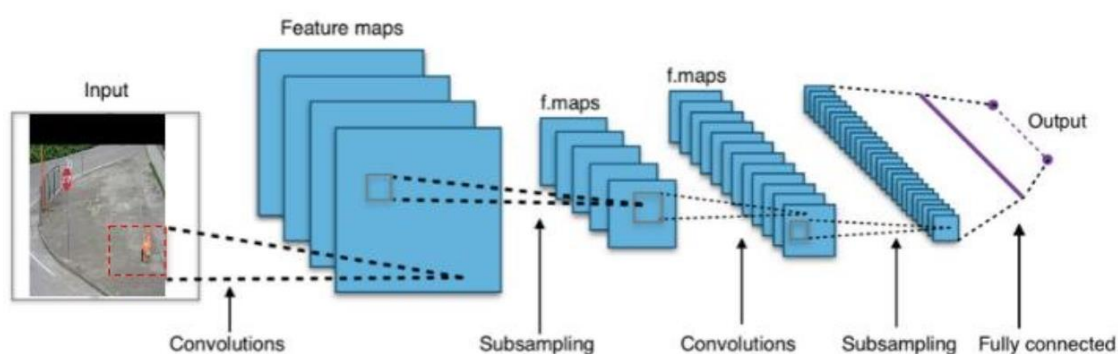 Feature maps
f.maps
Input
f.maps
Output
Convolutions
Subsampling
Convolutions
Subsampling
Fully connected